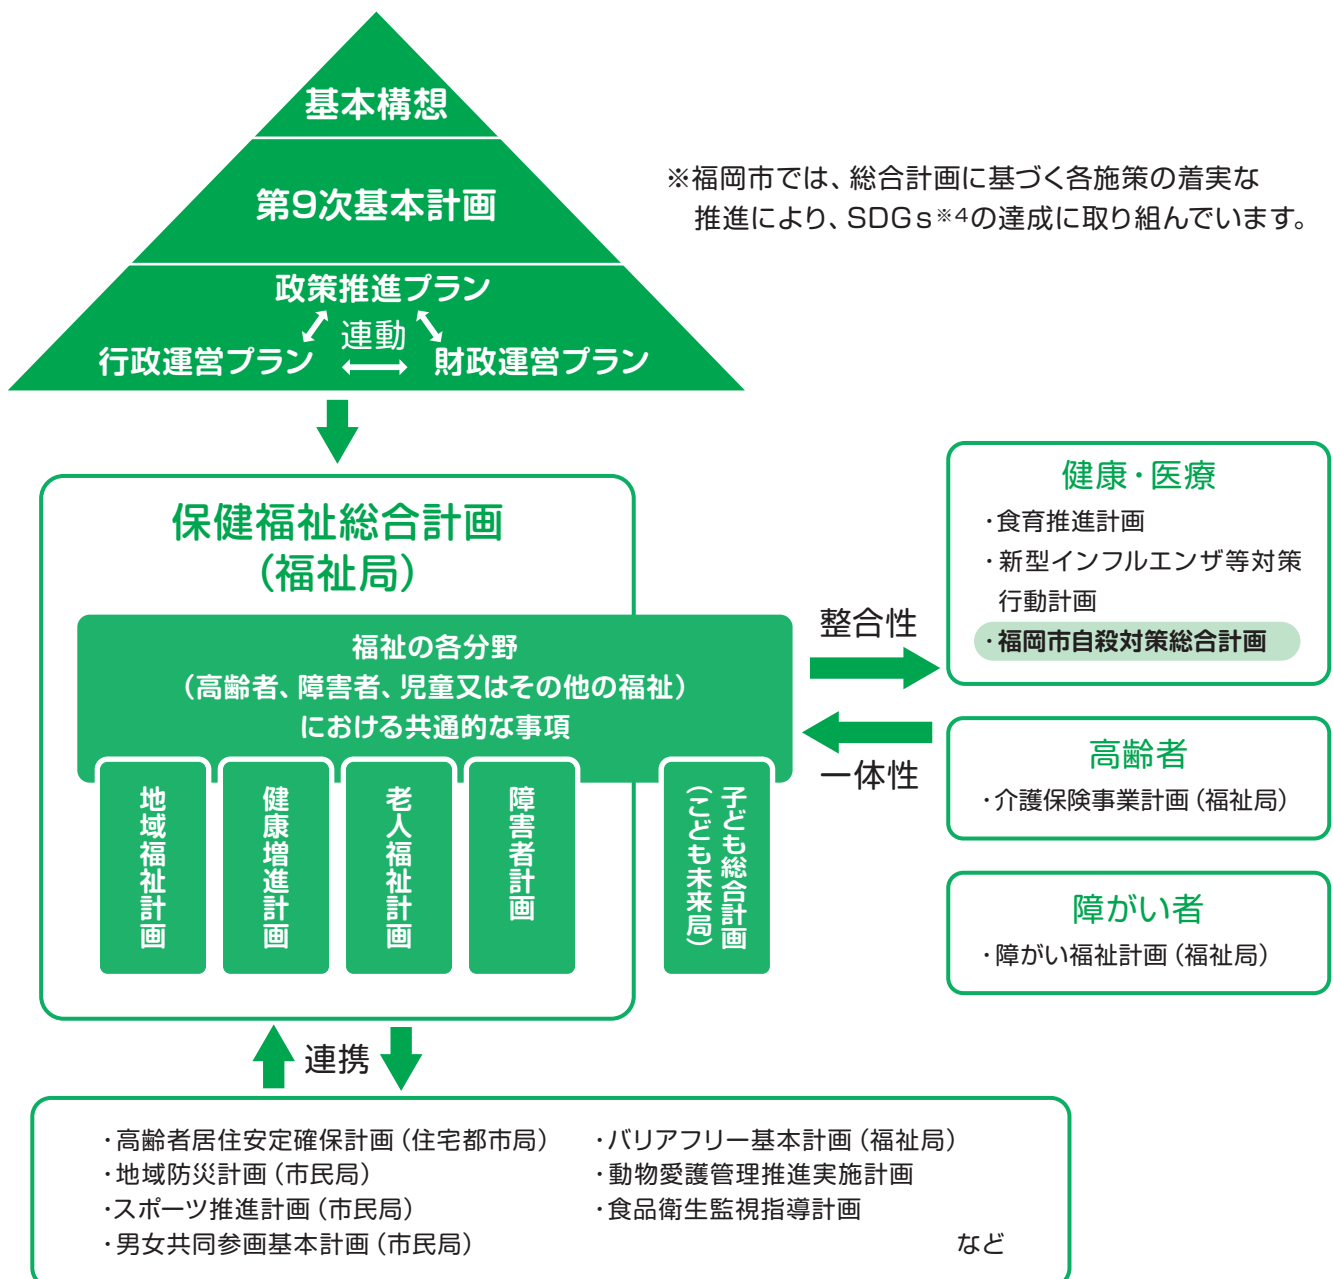 基本構想
第9次基本計画
政策推進プラン
連動
行政運営プラン
財政運営プラン
※福岡市では、総合計画に基づく各施策の着実な
推進により、SDGs※4の達成に取り組んでいます。
保健福祉総合計画
(福祉局)
福祉の各分野
(高齢者、障害者、児童又はその他の福祉)
における共通的な事項
地域福祉計画
健康増進計画
老人福祉計画
障害者計画
子ども総合計画
(こども未来局)
整合性
一体性
健康・医療
・食育推進計画
・新型インフルエンザ等対策
行動計画
・福岡市自殺対策総合計画
高齢者
・介護保険事業計画(福祉局)
障がい者
・障がい福祉計画(福祉局)
連携
・高齢者居住安定確保計画(住宅都市局)
・地域防災計画(市民局)
・スポーツ推進計画(市民局)
・男女共同参画基本計画(市民局)
・バリアフリー基本計画(福祉局)
・動物愛護管理推進実施計画
・食品衛生監視指導計画
など